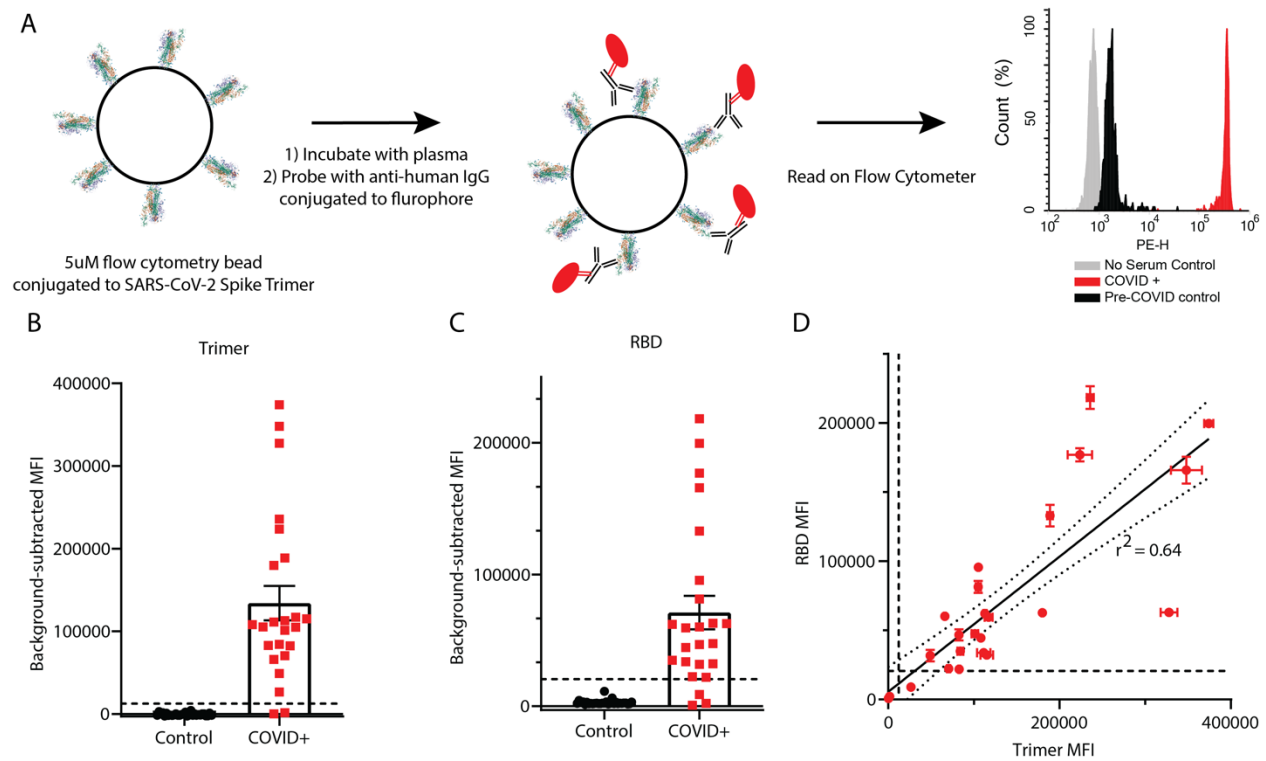 A
5uM flow cytometry bead
conjugated to SARS-CoV-2 Spike Trimer
1) Incubate with plasma
2) Probe with anti-human IgG
conjugated to flurophore
Read on Flow Cytometer
Count (%)
100
50
0
10^2 10^3 10^4 10^5 10^6
PE-H
No Serum Control
COVID +
Pre-COVID control
B
Trimer
Background-subtracted MFI
400000
300000
200000
100000
0
Control COVID+
C
RBD
Background-subtracted MFI
200000
100000
0
Control COVID+
D
RBD MFI
200000
100000
0
r^2 = 0.64
0 200000 400000
Trimer MFI